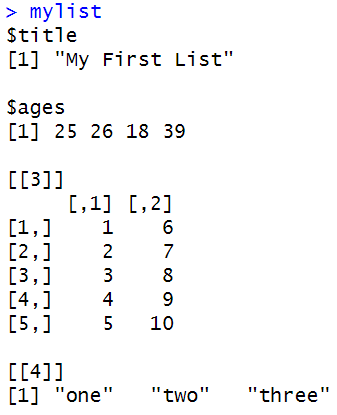 > mylist
$title
[1] "My First List"
$ages
[1] 25 26 18 39
[[3]]
[,1] [,2]
[1,] 1 6
[2,] 2 7
[3,] 3 8
[4,] 4 9
[5,] 5 10
[[4]]
[1] "one" "two" "three"